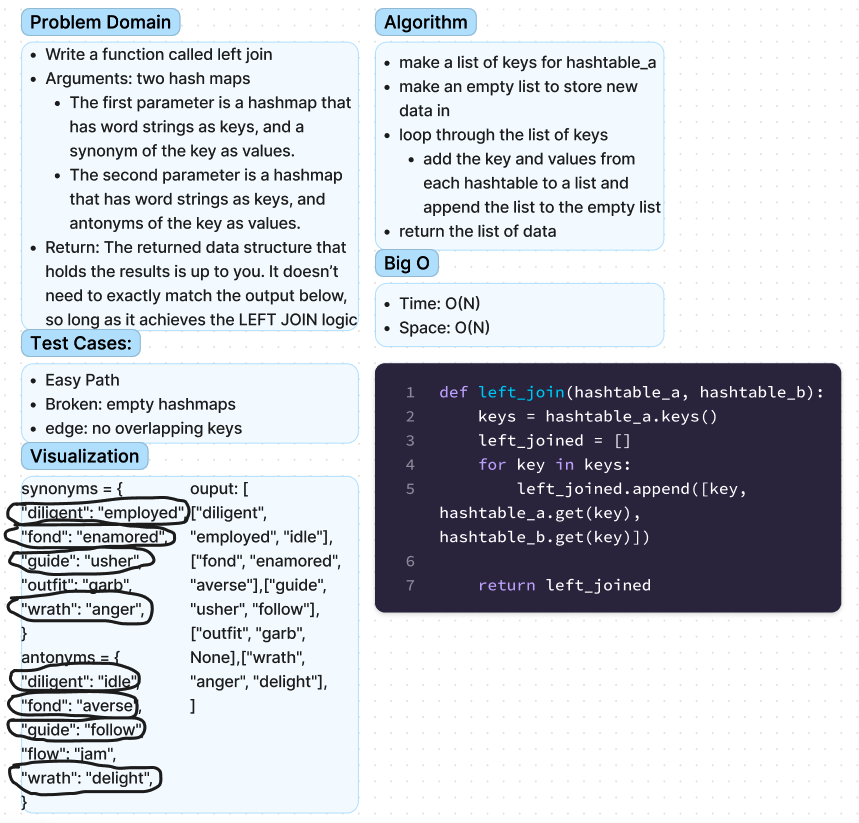 Problem Domain
• Write a function called left join
• Arguments: two hash maps
• The first parameter is a hashmap that
has word strings as keys, and a
synonym of the key as values.
• The second parameter is a hashmap
that has word strings as keys, and
antonyms of the key as values.
• Return: The returned data structure that
holds the results is up to you. It doesn't
need to exactly match the output below,
so long as it achieves the LEFT JOIN logic
Test Cases:
• Easy Path
• Broken: empty hashmaps
• edge: no overlapping keys
Visualization
synonyms = {
"diligent": "employed",
"fond": "enamored",
"guide": "usher",
"outfit": "garb",
"wrath": "anger",
}
antonyms = {
"diligent": "idle",
"fond": "averse",
"guide": "follow"
"flow": "jam",
"wrath": "delight",
}
ouput: [
["diligent",
"employed", "idle"],
["fond", "enamored",
"averse"],["guide",
"usher", "follow"],
["outfit", "garb",
None],["wrath",
"anger", "delight"],
]
Algorithm
• make a list of keys for hashtable_a
• make an empty list to store new
data in
• loop through the list of keys
• add the key and values from
each hashtable to a list and
append the list to the empty list
• return the list of data
Big O
• Time: O(N)
• Space: O(N)
1 def left_join(hashtable_a, hashtable_b):
2 keys = hashtable_a.keys()
3 left_joined = []
4 for key in keys:
5 left_joined.append([key,
hashtable_a.get(key),
hashtable_b.get(key)])
6
7 return left_joined